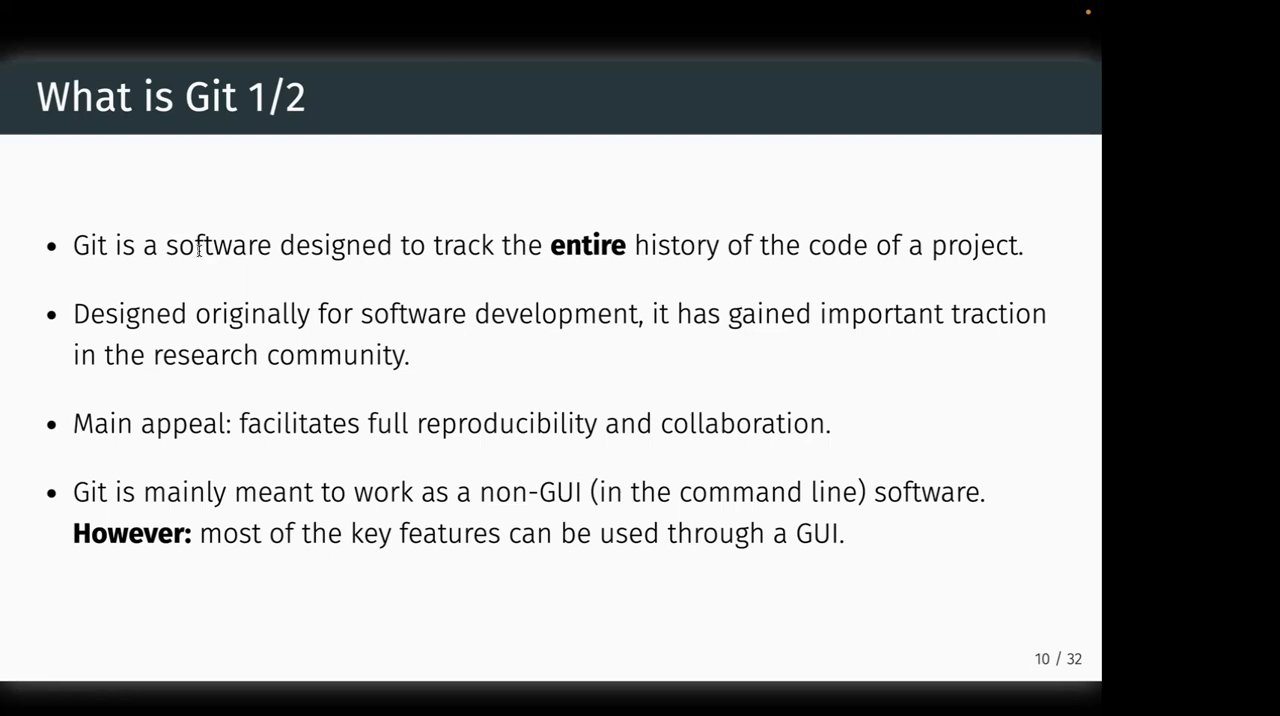 What is Git 1/2
• Git is a software designed to track the entire history of the code of a project.
• Designed originally for software development, it has gained important traction
in the research community.
• Main appeal: facilitates full reproducibility and collaboration.
• Git is mainly meant to work as a non-GUI (in the command line) software.
However: most of the key features can be used through a GUI.
10 / 32